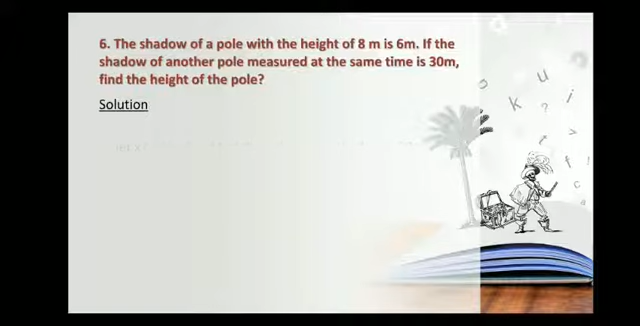 6. The shadow of a pole with the height of 8 m is 6m. If the
shadow of another pole measured at the same time is 30m,
find the height of the pole?
Solution